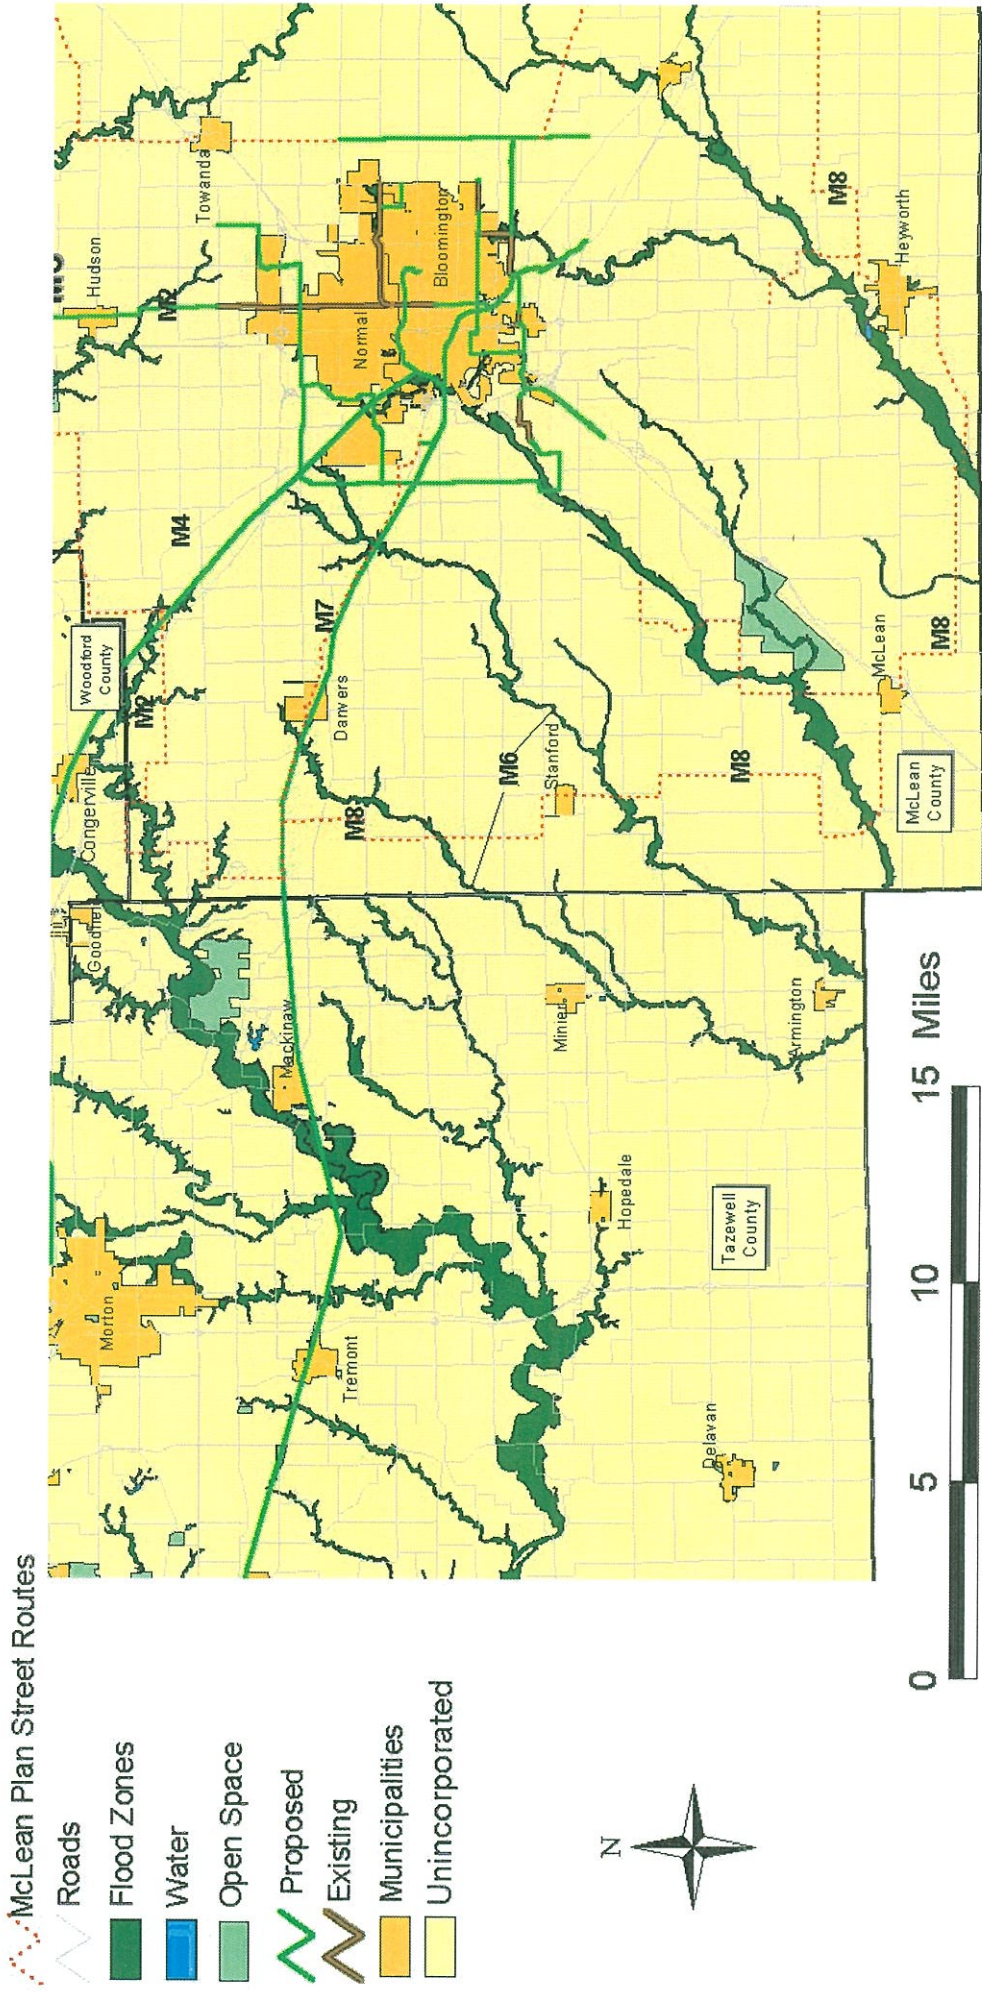 McLean Plan Street Routes
Roads
Flood Zones
Water
Open Space
Proposed
Existing
Municipalities
Unincorporated
N
0
5
10
15
Miles
Morton
Tremont
Delavan
Hopedale
Tazewell
County
Mackinaw
Minier
Armington
Congerville
Woodford
County
M2
M4
M2
Hudson
Towanda
Normal
Bloomington
Danvers
M7
M8
M6
Stanford
M8
McLean
McLean
County
M8
Heyworth
M8